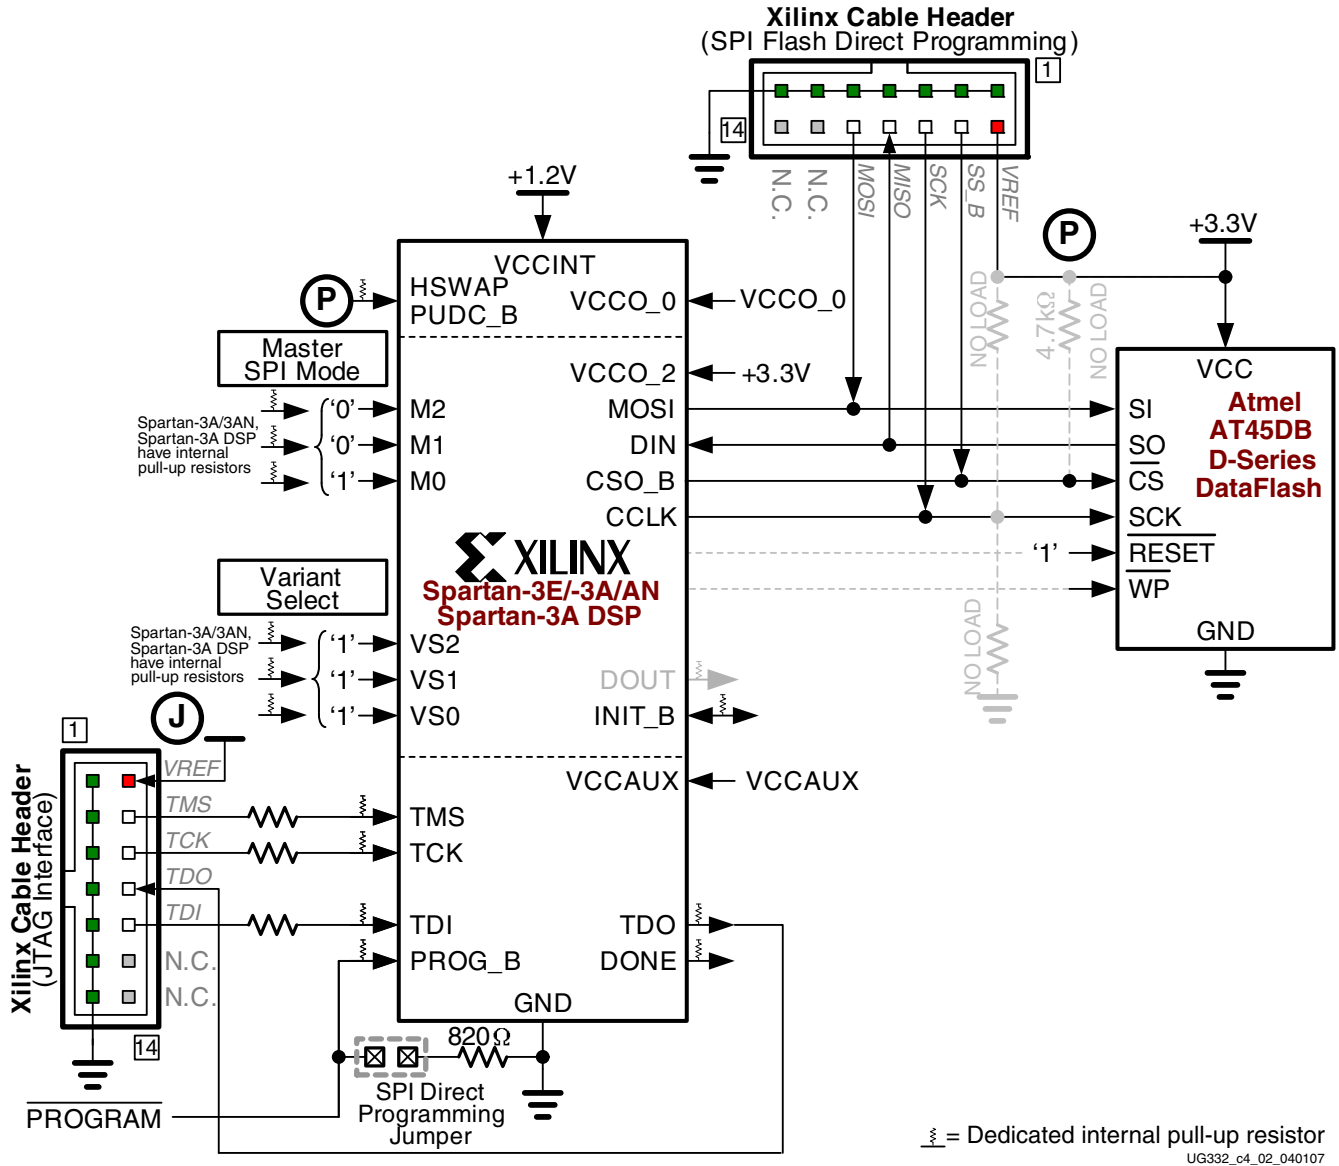 Xilinx Cable Header
(SPI Flash Direct Programming)
1
14
N.C.
N.C.
MOSI
MISO
SCK
SS_B
VREF
+1.2V
P
+3.3V
P
VCCINT
HSWAP
PUDC_B
VCCO_0
VCCO_0
NO LOAD
4.7kΩ
NO LOAD
Master
SPI Mode
VCCO_2
+3.3V
VCC
Spartan-3A/3AN,
Spartan-3A DSP
have internal
pull-up resistors
'0'
M2
MOSI
SI
Atmel
AT45DB
D-Series
DataFlash
'0'
M1
DIN
SO
'1'
M0
CSO_B
CS
CCLK
SCK
XILINX
Spartan-3E/-3A/AN
Spartan-3A DSP
'1'
RESET
WP
Variant
Select
NO LOAD
GND
Spartan-3A/3AN,
Spartan-3A DSP
have internal
pull-up resistors
'1'
VS2
'1'
VS1
DOUT
'1'
VS0
INIT_B
J
1
VCCAUX
VCCAUX
Xilinx Cable Header
(JTAG Interface)
VREF
TMS
TMS
TCK
TCK
TDO
TDI
TDI
TDO
N.C.
PROG_B
DONE
N.C.
GND
14
820Ω
SPI Direct
Programming
Jumper
PROGRAM
= Dedicated internal pull-up resistor
UG332_c4_02_040107